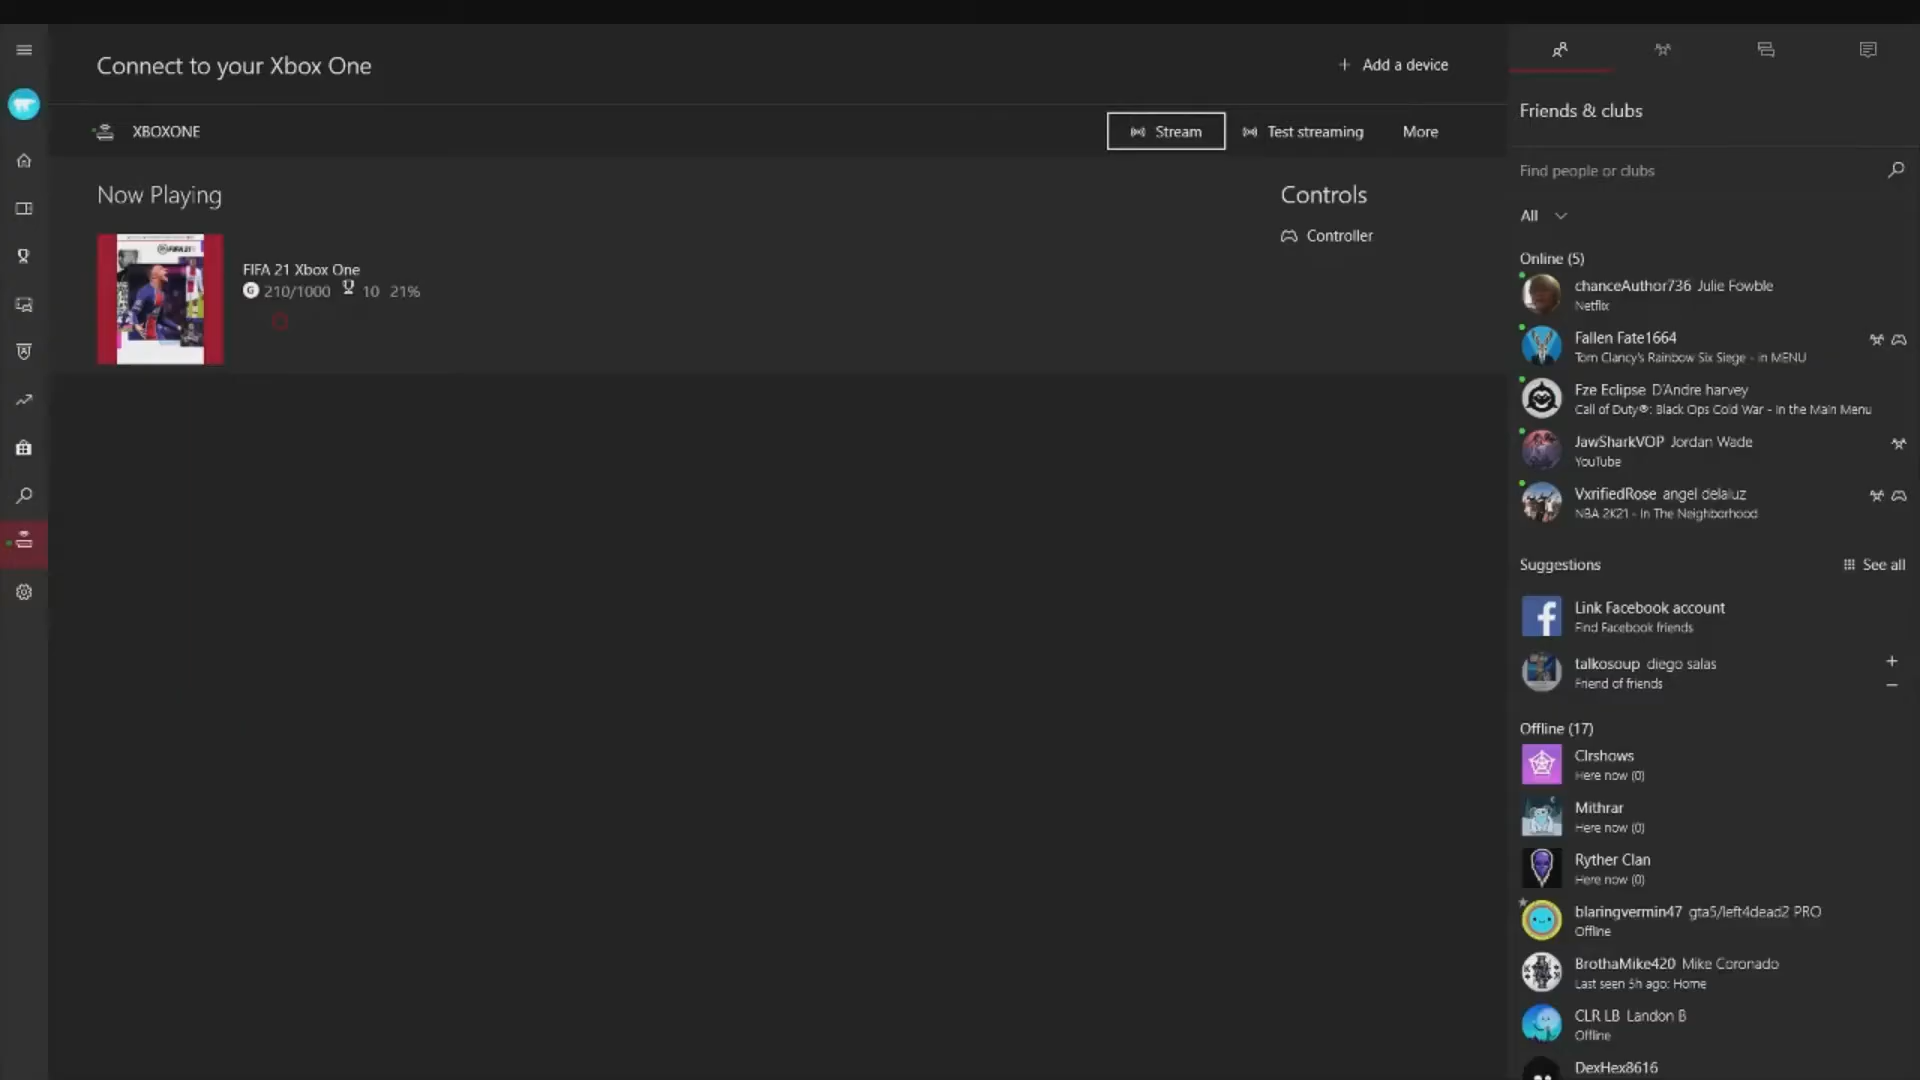 Connect to your Xbox One
+ Add a device
XBOXONE
Stream
Test streaming
More
Now Playing
FIFA 21 Xbox One
G 210/1000 10 21%
Controls
Controller
Friends & clubs
Find people or clubs
All
Online (5)
chanceAuthor736 Julie Fowble
Netflix
Fallen Fate1664
Tom Clancy's Rainbow Six Siege - in MENU
Fze Eclipse D'Andre harvey
Call of Duty®: Black Ops Cold War - In the Main Menu
JawSharkVOP Jordan Wade
YouTube
VxrifiedRose angel delaluz
NBA 2K21 - In The Neighborhood
Suggestions
See all
Link Facebook account
Find Facebook friends
talkosoup diego salas
Friend of friends
Offline (17)
Clrshows
Here now (0)
Mithrar
Here now (0)
Ryther Clan
Here now (0)
blaringvermin47 gta5/left4dead2 PRO
Offline
BrothaMike420 Mike Coronado
Last seen 5h ago: Home
CLR LB Landon B
Offline
DexHex8616